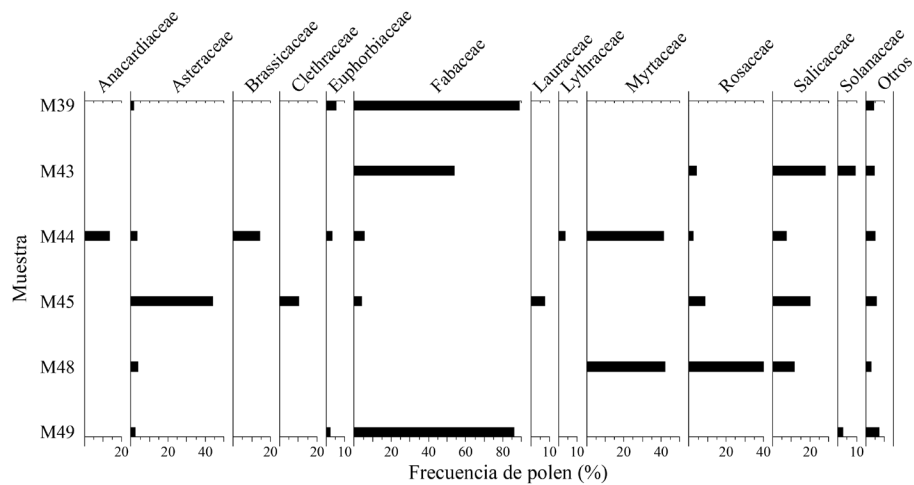 Anacardiaceae
Asteraceae
Brassicaceae
Clethraceae
Euphorbiaceae
Fabaceae
Lauraceae
Lythraceae
Myrtaceae
Rosaceae
Salicaceae
Solanaceae
Otros
Muestra
M39
M43
M44
M45
M48
M49
20 20 40 20 20 10 20 40 60 80 10 10 20 40 20 40 20 10 10
Frecuencia de polen (%)